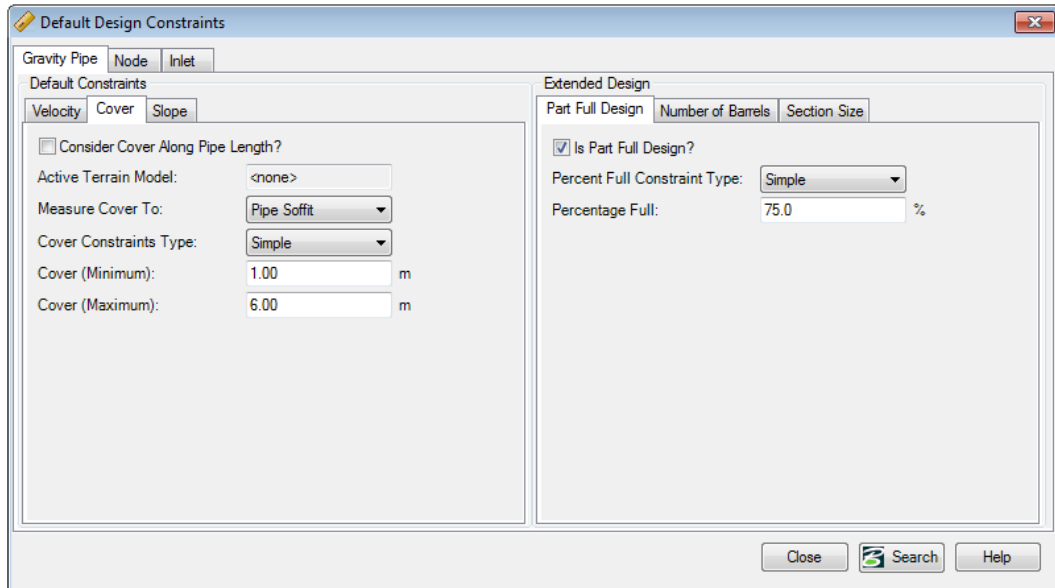 Default Design Constraints
Gravity Pipe Node Inlet
Default Constraints
Velocity Cover Slope
Consider Cover Along Pipe Length?
Active Terrain Model: <none>
Measure Cover To: Pipe Soffit
Cover Constraints Type: Simple
Cover (Minimum): 1.00 m
Cover (Maximum): 6.00 m
Extended Design
Part Full Design Number of Barrels Section Size
Is Part Full Design?
Percent Full Constraint Type: Simple
Percentage Full: 75.0 %
Close Search Help